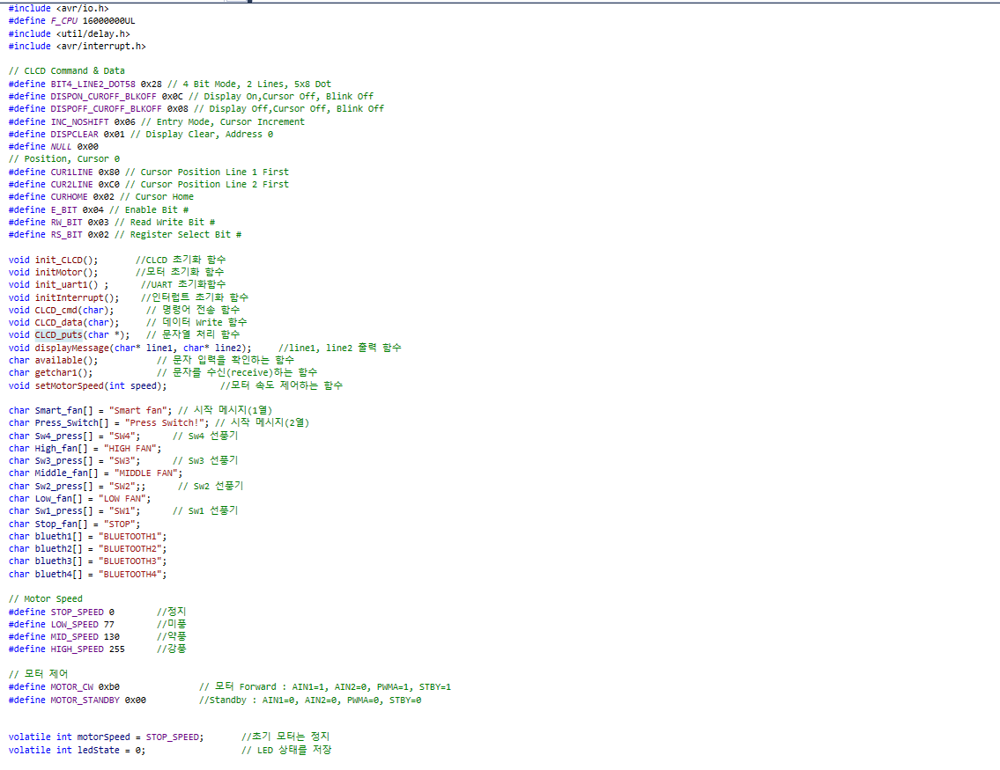 #include <avr/io.h>
#define F_CPU 16000000UL
#include <util/delay.h>
#include <avr/interrupt.h>
// CLCD Command & Data
#define BIT4_LINE2_DOT58 0x28 // 4 Bit Mode, 2 Lines, 5x8 Dot
#define DISPON_CUROFF_BLKOFF 0x0C // Display On,Cursor Off, Blink Off
#define DISPOFF_CUROFF_BLKOFF 0x08 // Display Off,Cursor Off, Blink Off
#define INC_NOSHIFT 0x06 // Entry Mode, Cursor Increment
#define DISPCLEAR 0x01 // Display Clear, Address 0
#define NULL 0x00
// Position, Cursor 0
#define CUR1LINE 0x80 // Cursor Position Line 1 First
#define CUR2LINE 0xC0 // Cursor Position Line 2 First
#define CURHOME 0x02 // Cursor Home
#define E_BIT 0x04 // Enable Bit #
#define RW_BIT 0x03 // Read Write Bit #
#define RS_BIT 0x02 // Register Select Bit #
void init_CLCD(); //CLCD 초기화 함수
void initMotor(); //모터 초기화 함수
void init_uart1() ; //UART 초기화함수
void initInterrupt(); //인터럽트 초기화 함수
void CLCD_cmd(char); // 명령어 전송 함수
void CLCD_data(char); // 데이터 Write 함수
void CLCD_puts(char *); // 문자열 처리 함수
void displayMessage(char* line1, char* line2); //line1, line2 출력 함수
char available(); // 문자 입력을 확인하는 함수
char getchar1(); // 문자를 수신(receive)하는 함수
void setMotorSpeed(int speed); //모터 속도 제어하는 함수
char Smart_fan[] = "Smart fan"; // 시작 메시지(1열)
char Press_Switch[] = "Press Switch!"; // 시작 메시지(2열)
char Sw4_press[] = "SW4"; // Sw4 선풍기
char High_fan[] = "HIGH FAN";
char Sw3_press[] = "SW3"; // Sw3 선풍기
char Middle_fan[] = "MIDDLE FAN";
char Sw2_press[] = "SW2";; // Sw2 선풍기
char Low_fan[] = "LOW FAN";
char Sw1_press[] = "SW1"; // Sw1 선풍기
char Stop_fan[] = "STOP";
char blueth1[] = "BLUETOOTH1";
char blueth2[] = "BLUETOOTH2";
char blueth3[] = "BLUETOOTH3";
char blueth4[] = "BLUETOOTH4";
// Motor Speed
#define STOP_SPEED 0 //정지
#define LOW_SPEED 77 //미풍
#define MID_SPEED 130 //약풍
#define HIGH_SPEED 255 //강풍
// 모터 제어
#define MOTOR_CW 0xb0 // 모터 Forward : AIN1=1, AIN2=0, PWMA=1, STBY=1
#define MOTOR_STANDBY 0x00 //Standby : AIN1=0, AIN2=0, PWMA=0, STBY=0
volatile int motorSpeed = STOP_SPEED; //초기 모터는 정지
volatile int ledState = 0; // LED 상태를 저장